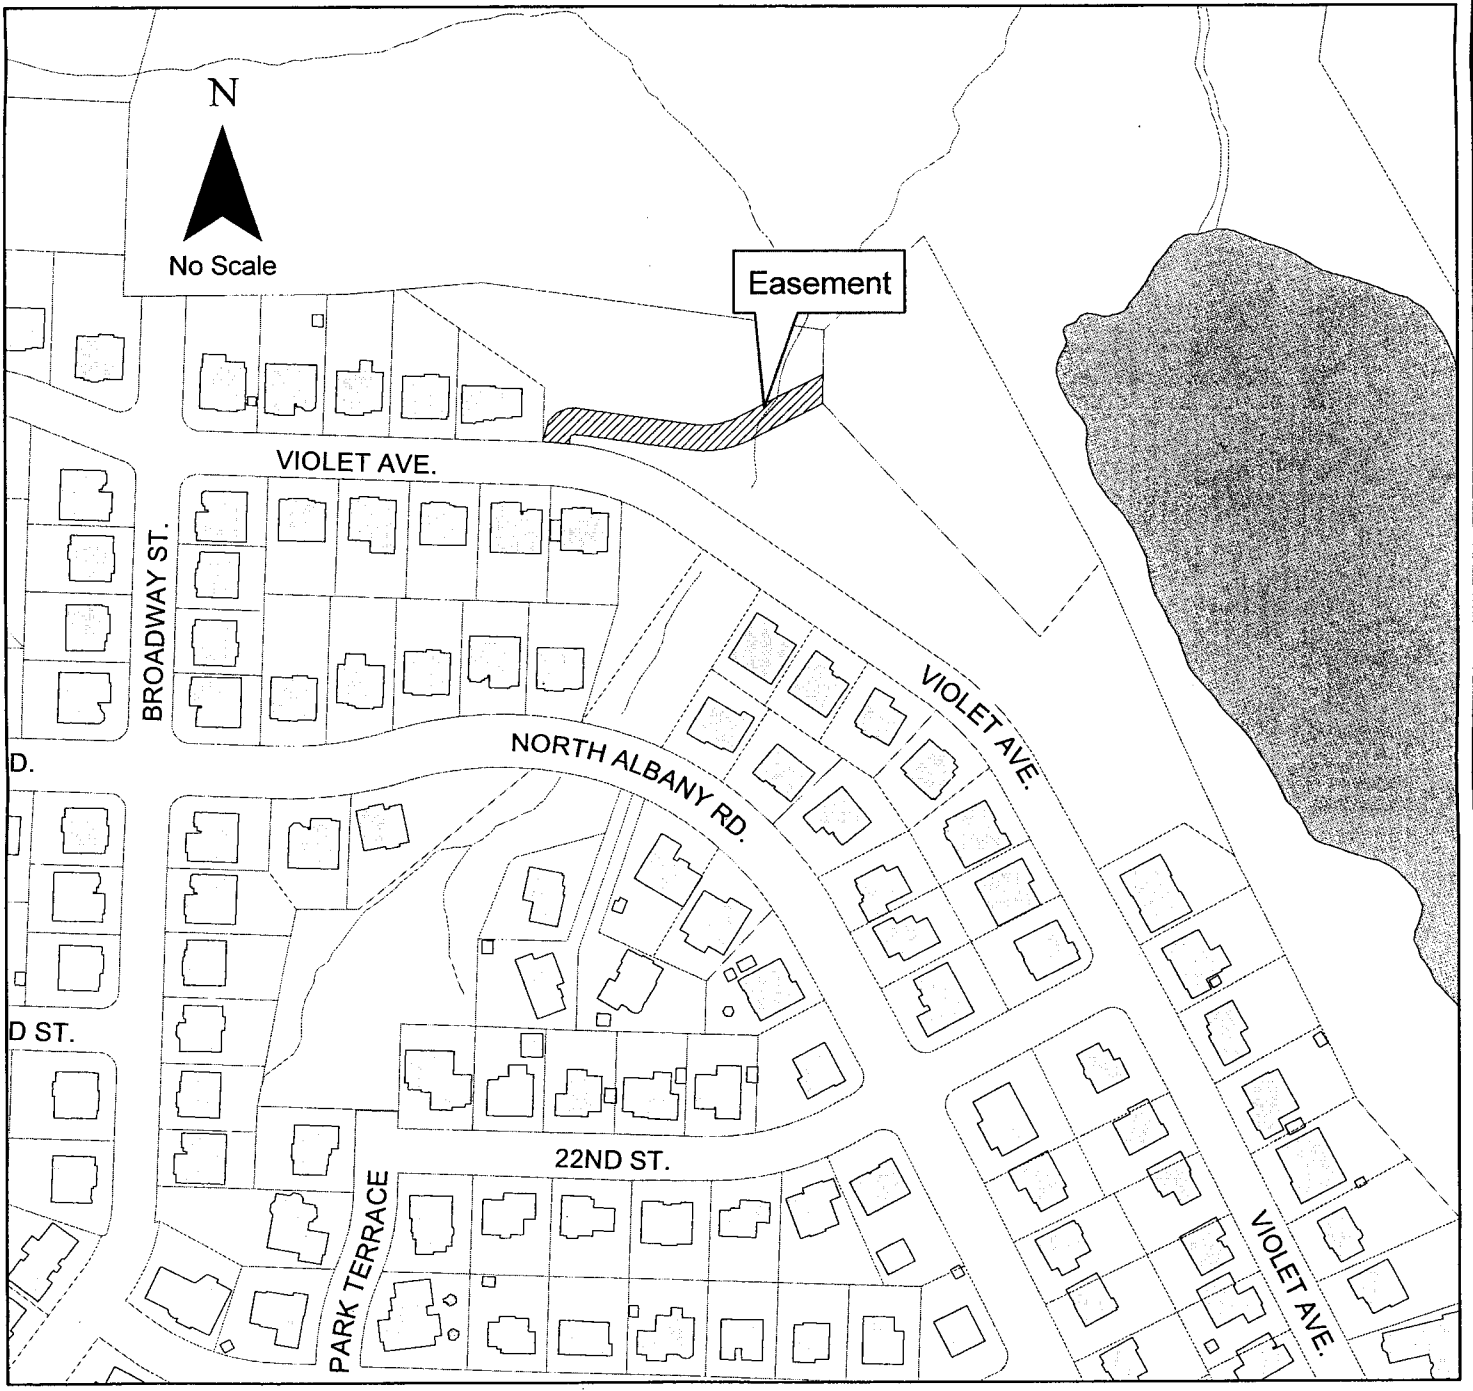 N
No Scale
Easement
VIOLET AVE.
BROADWAY ST.
VIOLET AVE.
NORTH ALBANY RD.
D.
D ST.
22ND ST.
PARK TERRACE
VIOLET AVE.